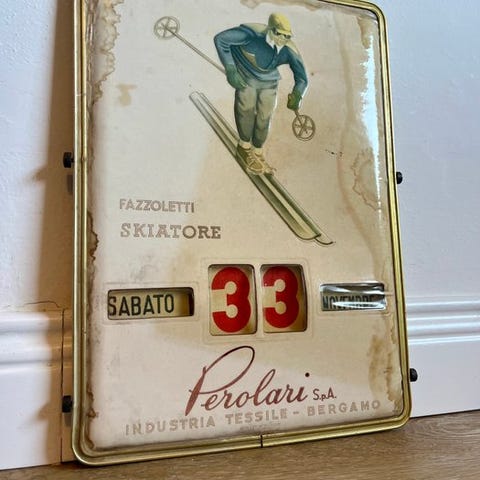 FAZZOLETTI
SKIATORE
SABATO 33 NOVEMBRE
Perolari S.p.A.
INDUSTRIA TESSILE - BERGAMO